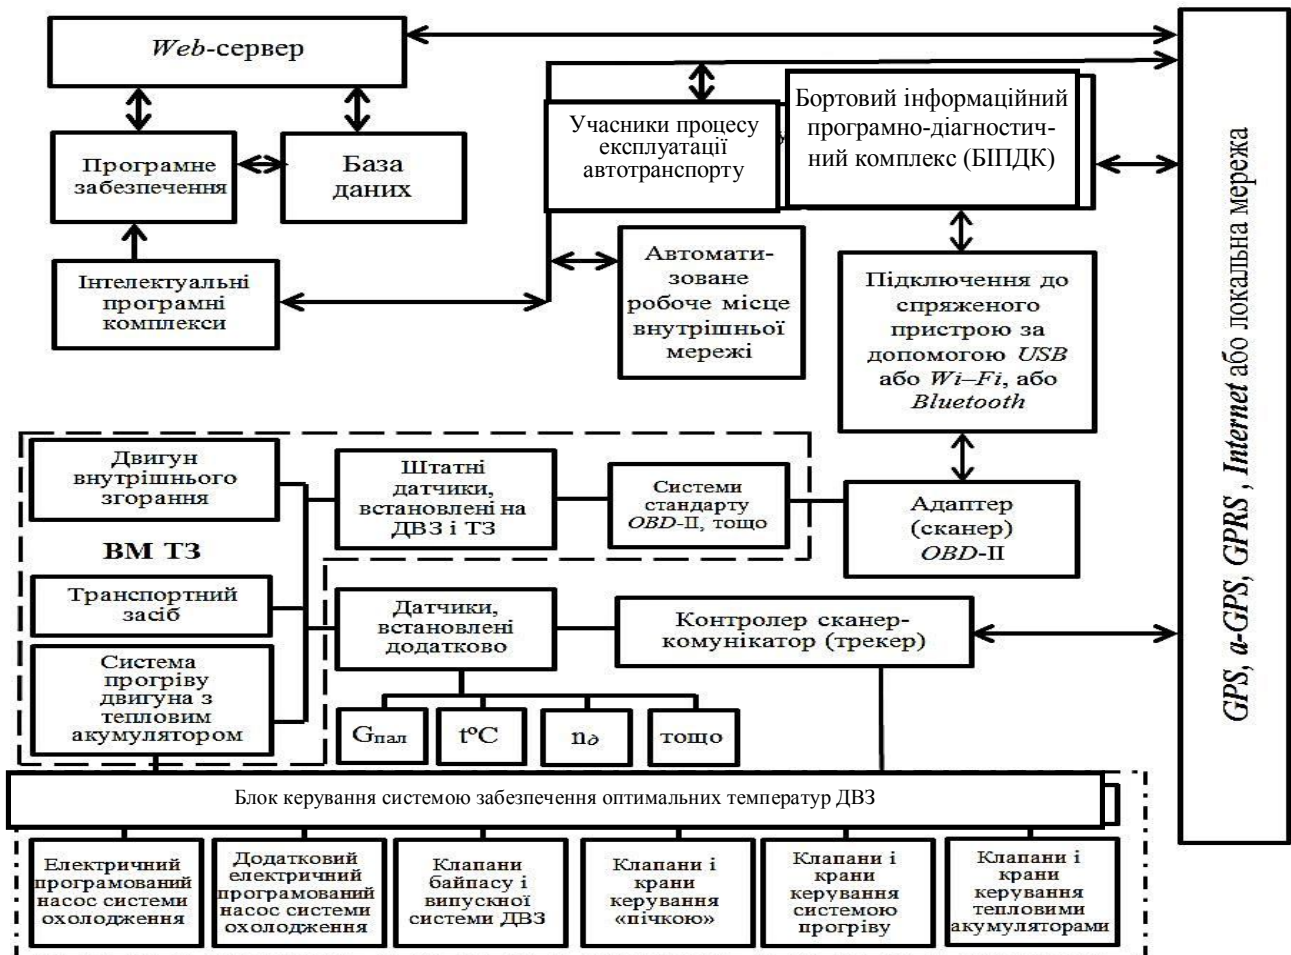 Web-сервер
Програмне
забезпечення
База
даних
Інтелектуальні
програмні
комплекси
Учасники процесу
експлуатації
автотранспорту
Бортовий інформаційний
програмно-діагностич-
ний комплекс (БІПДК)
Автомати-
зоване
робоче місце
внутрішньої
мережі
Підключення до
спряженого
пристрою за
допомогою USB
або Wi–Fi, або
Bluetooth
GPS, a-GPS, GPRS , Internet або локальна мережа
Двигун
внутрішнього
згорання
Штатні
датчики,
встановлені на
ДВЗ і ТЗ
Системи
стандарту
OBD-II, тощо
Адаптер
(сканер)
OBD-II
ВМ ТЗ
Транспортний
засіб
Датчики,
встановлені
додатково
Контролер сканер-
комунікатор (трекер)
Система
прогріву
двигуна з
тепловим
акумулятором
Gпал
tºC
n∂
тощо
Блок керування системою забезпечення оптимальних температур ДВЗ
Електричний
програмований
насос системи
охолодження
Додатковий
електричний
програмований
насос системи
охолодження
Клапани
байпасу і
випускної
системи ДВЗ
Клапани і
крани
керування
«пічкою»
Клапани і
крани
керування
системою
прогріву
Клапани і
крани
керування
тепловими
акумуляторами